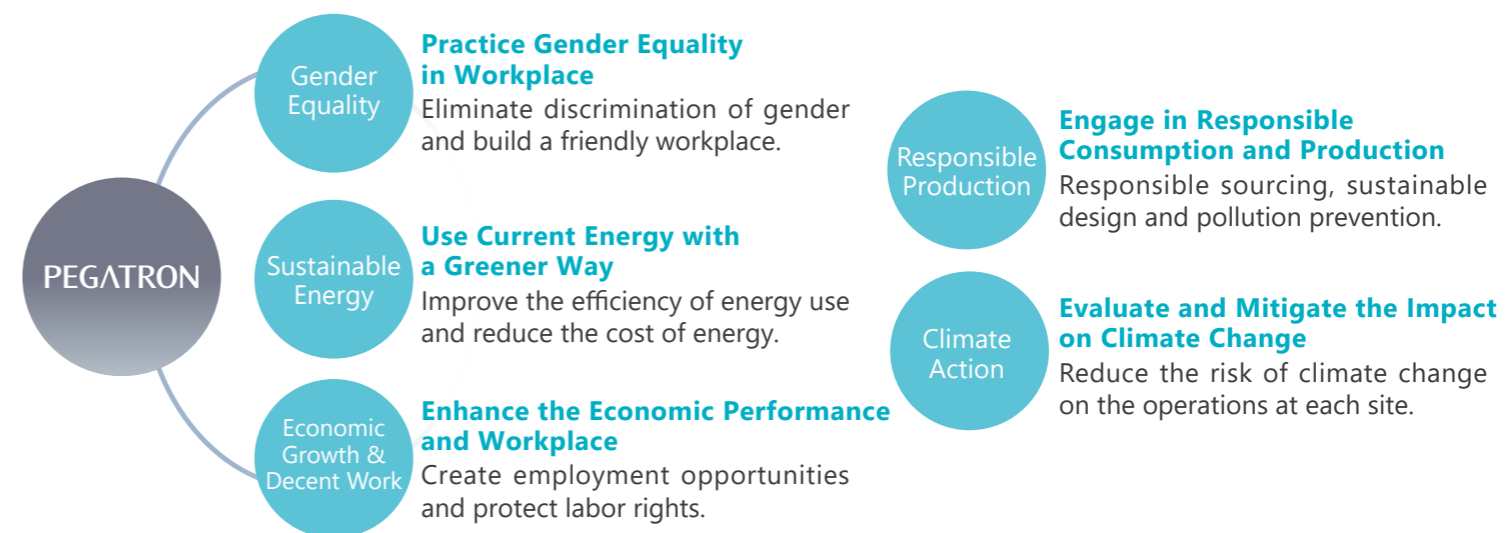 PEGATRON
Gender
Equality
Practice Gender Equality
in Workplace
Eliminate discrimination of gender
and build a friendly workplace.
Sustainable
Energy
Use Current Energy with
a Greener Way
Improve the efficiency of energy use
and reduce the cost of energy.
Economic
Growth &
Decent Work
Enhance the Economic Performance
and Workplace
Create employment opportunities
and protect labor rights.
Responsible
Production
Engage in Responsible
Consumption and Production
Responsible sourcing, sustainable
design and pollution prevention.
Climate
Action
Evaluate and Mitigate the Impact
on Climate Change
Reduce the risk of climate change
on the operations at each site.